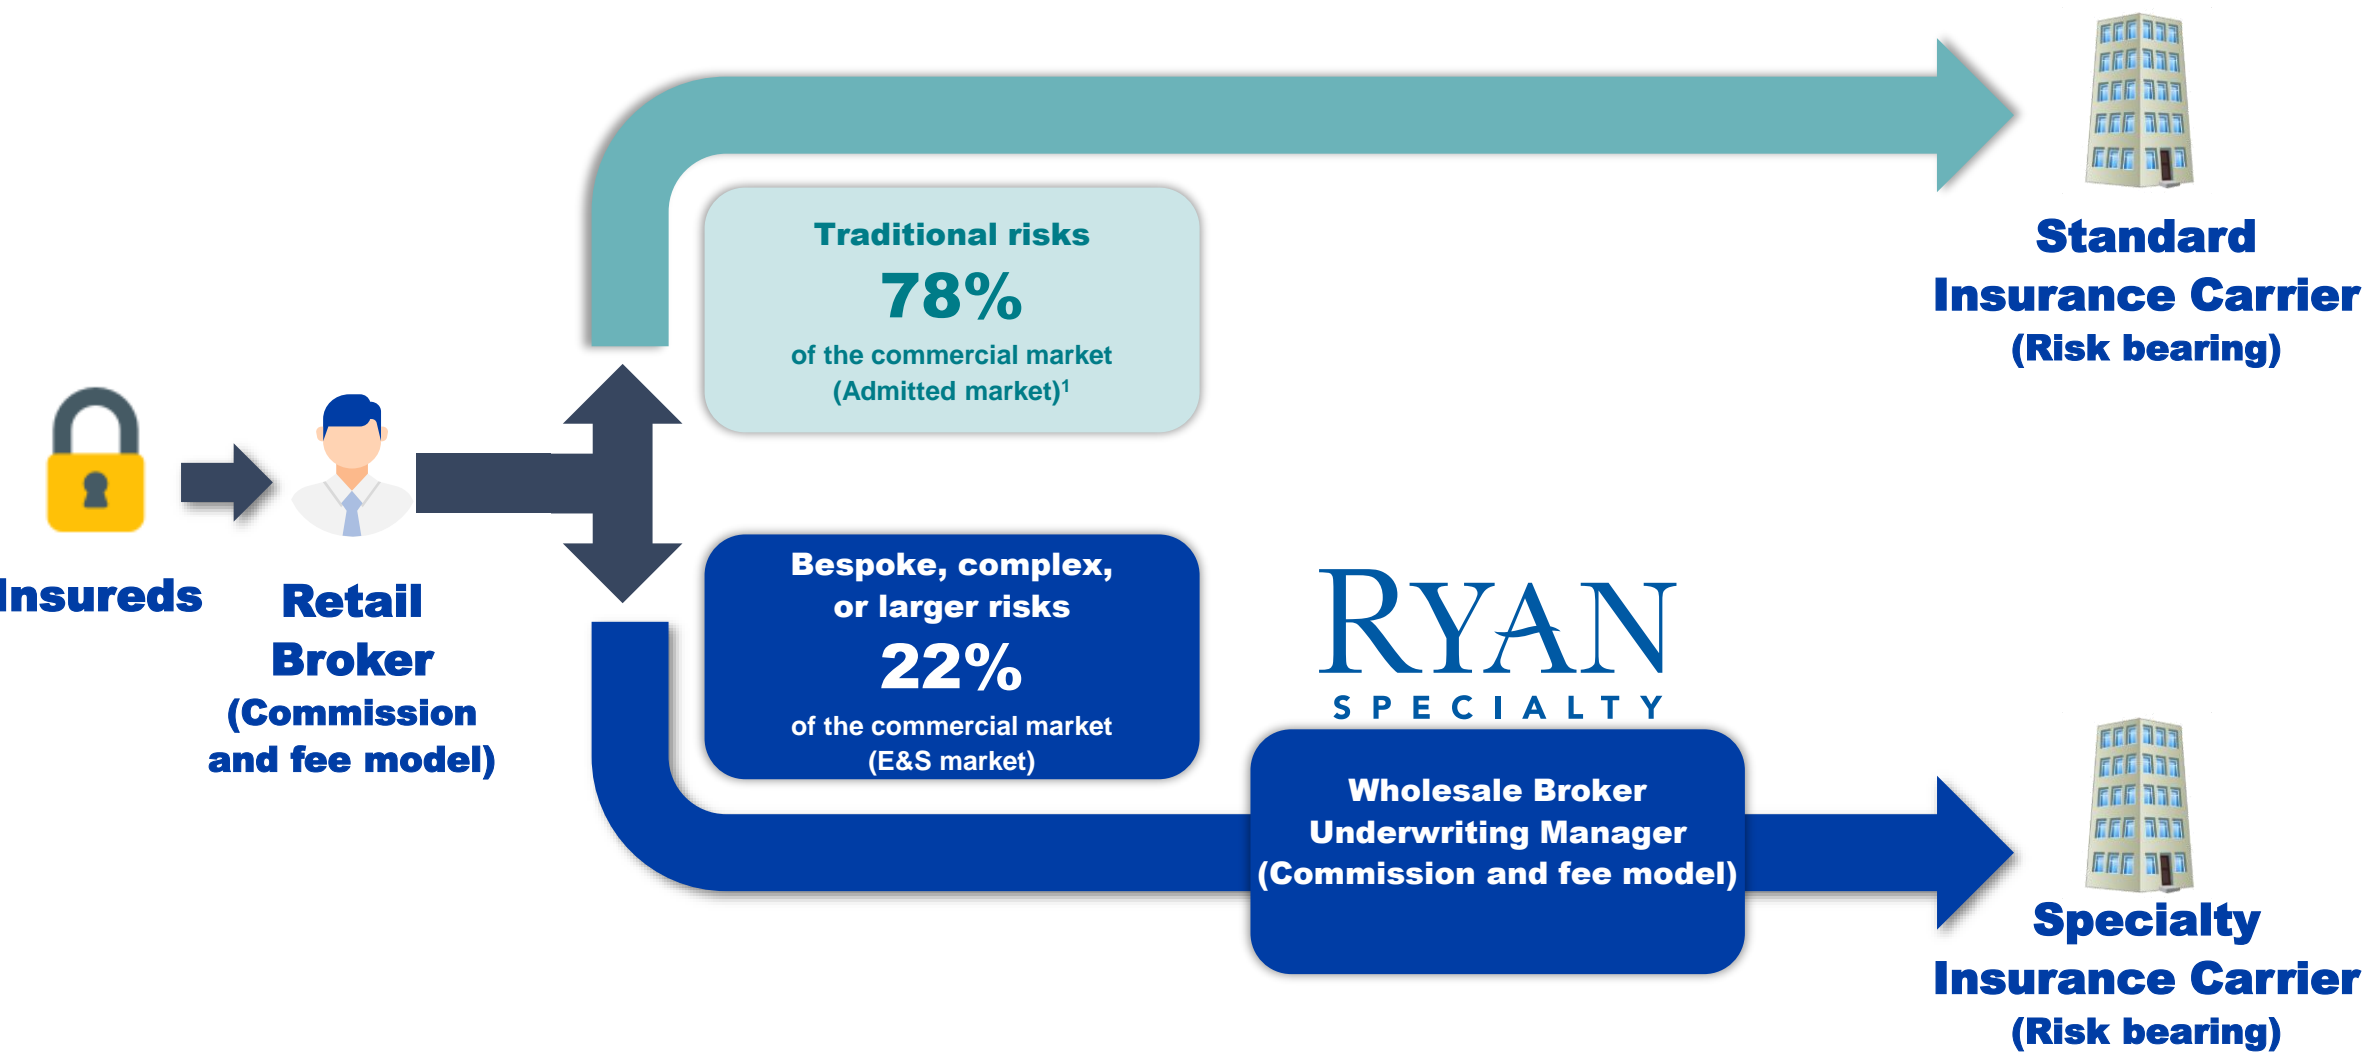 Traditional risks
78%
of the commercial market
(Admitted market)¹
Standard
Insurance Carrier
(Risk bearing)
Insureds
Retail
Broker
(Commission
and fee model)
Bespoke, complex,
or larger risks
22%
of the commercial market
(E&S market)
RYAN
SPECIALTY
Wholesale Broker
Underwriting Manager
(Commission and fee model)
Specialty
Insurance Carrier
(Risk bearing)